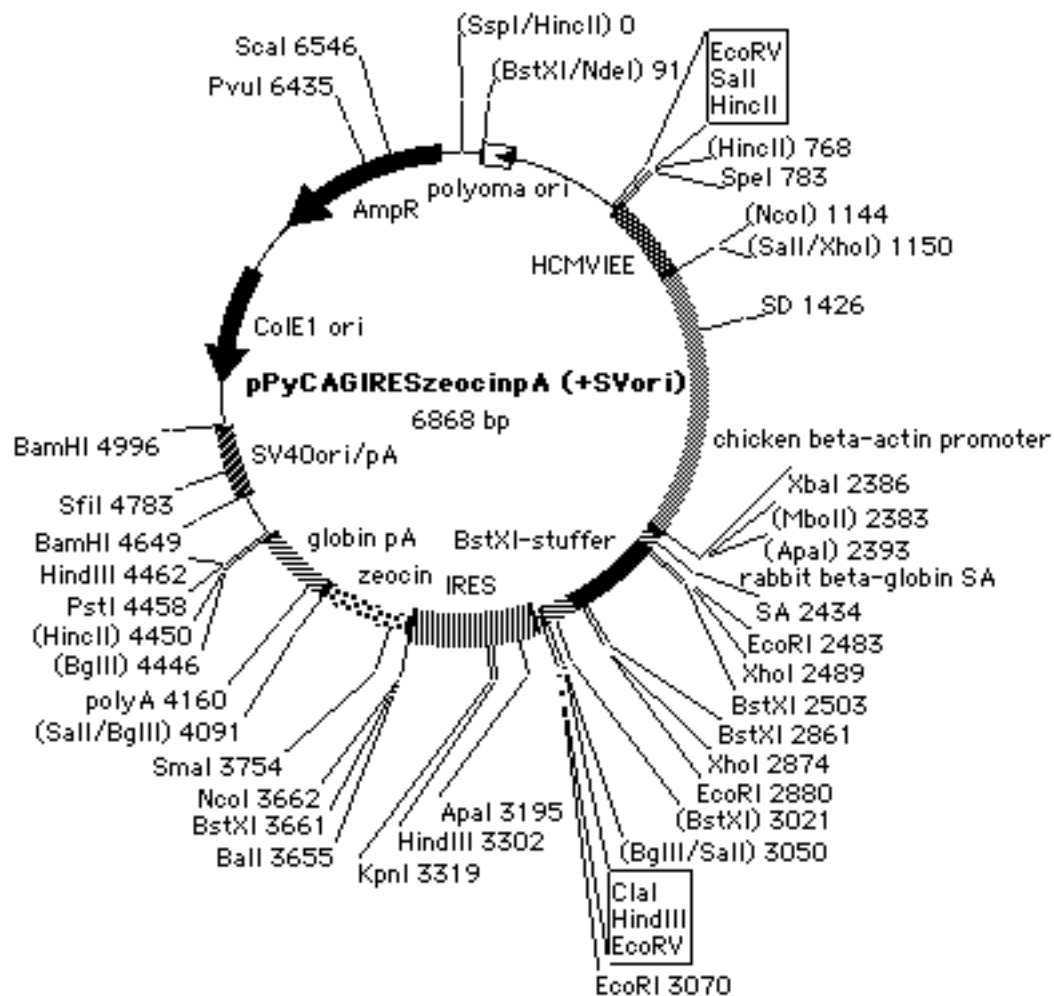 (SspI/HincII) 0
(BstXI/NdeI) 91
EcoRV
SalI
HincII
(HincII) 768
SpeI 783
(NcoI) 1144
(SalI/XhoI) 1150
SD 1426
chicken beta-actin promoter
XbaI 2386
(MboII) 2383
(ApaI) 2393
rabbit beta-globin SA
SA 2434
EcoRI 2483
XhoI 2489
BstXI 2503
BstXI 2861
XhoI 2874
EcoRI 2880
(BstXI) 3021
(BglII/SalI) 3050
ClaI
HindIII
EcoRV
EcoRI 3070
ApaI 3195
HindIII 3302
KpnI 3319
BalI 3655
BstXI 3661
NcoI 3662
SmaI 3754
(SalI/BglII) 4091
polyA 4160
(BglII) 4446
(HincII) 4450
PstI 4458
HindIII 4462
BamHI 4649
SfiI 4783
BamHI 4996
PvuI 6435
ScaI 6546
polyoma ori
AmpR
HCMVIEE
ColE1 ori
pPyCAGIRESzeocinpA (+SVori)
6868 bp
SV40ori/pA
globin pA
BstXI-stuffer
zeocin
IRES